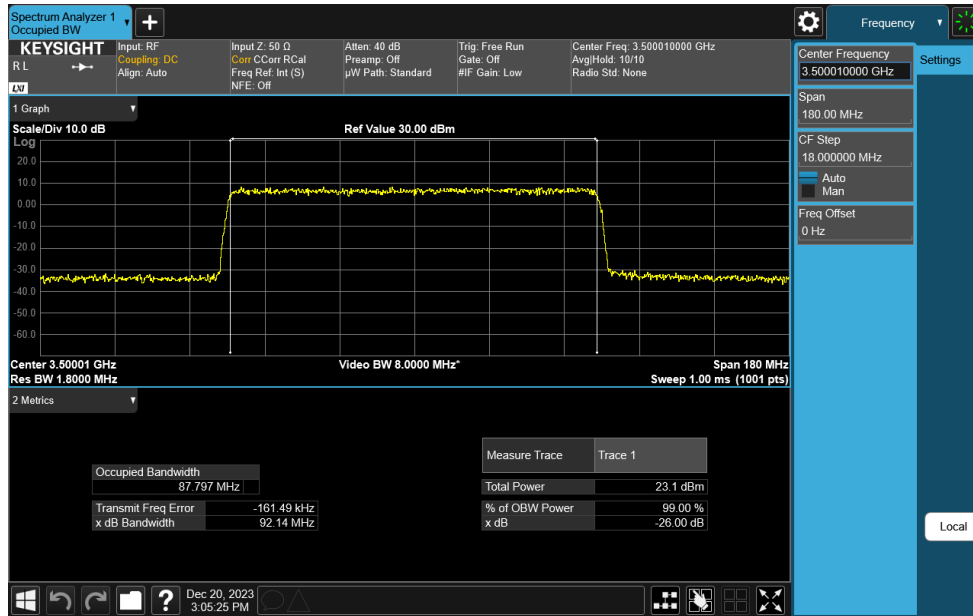 Spectrum Analyzer 1
Occupied BW
Frequency
KEYSIGHT
R L
LXI
Input: RF
Coupling: DC
Align: Auto
Input Z: 50 Ω
Corr CCorr RCal
Freq Ref: Int (S)
NFE: Off
Atten: 40 dB
Preamp: Off
µW Path: Standard
Trig: Free Run
Gate: Off
#IF Gain: Low
Center Freq: 3.500010000 GHz
Avg|Hold: 10/10
Radio Std: None
Center Frequency
3.500010000 GHz
Settings
Span
180.00 MHz
CF Step
18.000000 MHz
Auto
Man
Freq Offset
0 Hz
1 Graph
Scale/Div 10.0 dB
Ref Value 30.00 dBm
Log
20.0
10.0
0.00
-10.0
-20.0
-30.0
-40.0
-50.0
-60.0
Center 3.50001 GHz
Video BW 8.0000 MHz*
Span 180 MHz
Res BW 1.8000 MHz
Sweep 1.00 ms (1001 pts)
2 Metrics
Occupied Bandwidth
87.797 MHz
Transmit Freq Error -161.49 kHz
x dB Bandwidth 92.14 MHz
Measure Trace Trace 1
Total Power 23.1 dBm
% of OBW Power 99.00 %
x dB -26.00 dB
Local
?
Dec 20, 2023
3:05:25 PM